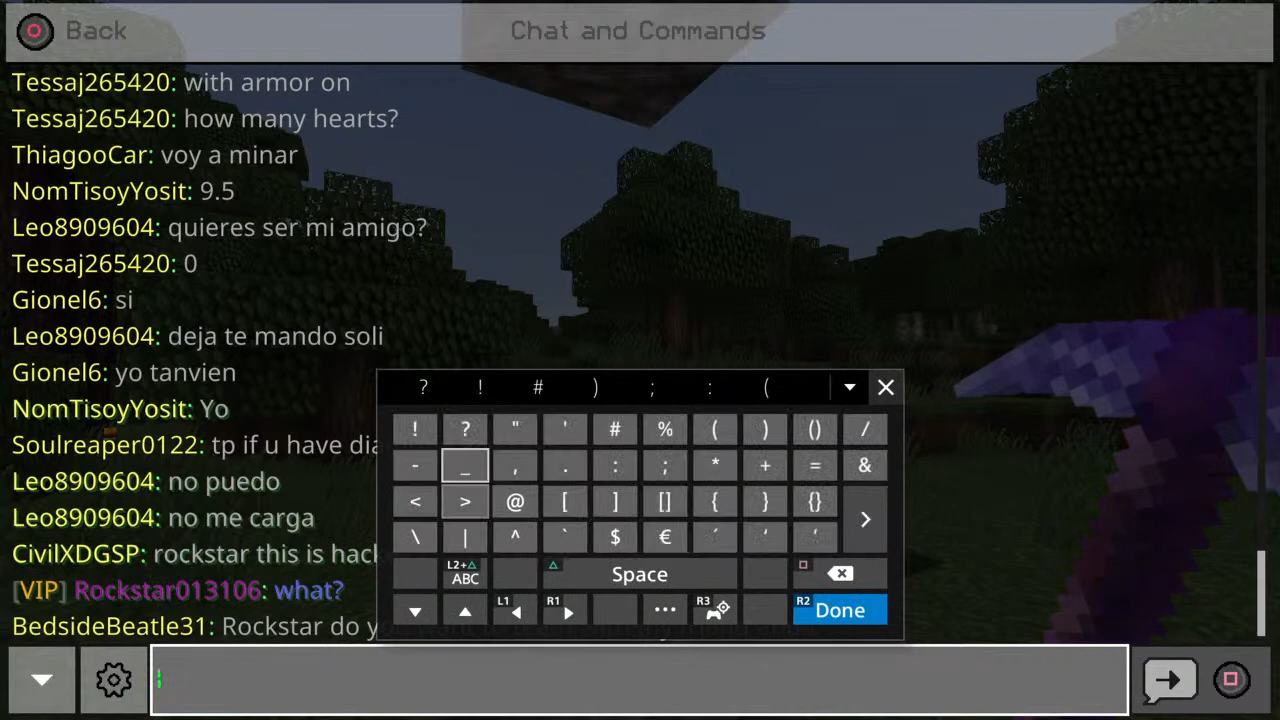 Back
Chat and Commands
Tessaj265420: with armor on
Tessaj265420: how many hearts?
ThiagooCar: voy a minar
NomTisoyYosit: 9.5
Leo8909604: quieres ser mi amigo?
Tessaj265420: 0
Gionel6: si
Leo8909604: deja te mando soli
Gionel6: yo tanvien
NomTisoyYosit: Yo
Soulreaper0122: tp if u have dia
Leo8909604: no puedo
Leo8909604: no me carga
CivilXDGSP: rockstar this is hack
[VIP] Rockstar013106: what?
BedsideBeatle31: Rockstar do y
? ! # ) ; : (
! ? " ' # % ( ) () /
- _ , . : ; * + = &
< > @ [ ] [] { } {}
\ | ^ ` $ € ´ ‘ ’ >
L2+△ ABC △ Space □
L1 R1 ... R3 R2 Done